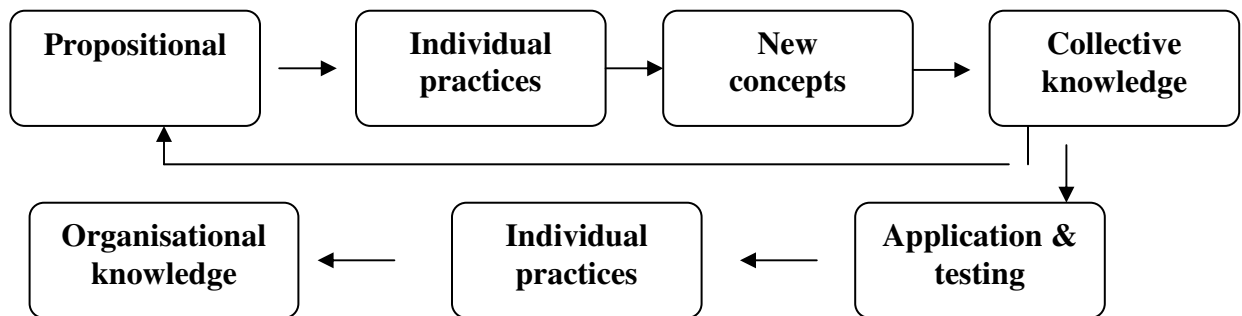 Propositional
Individual
practices
New
concepts
Collective
knowledge
Organisational
knowledge
Individual
practices
Application &
testing